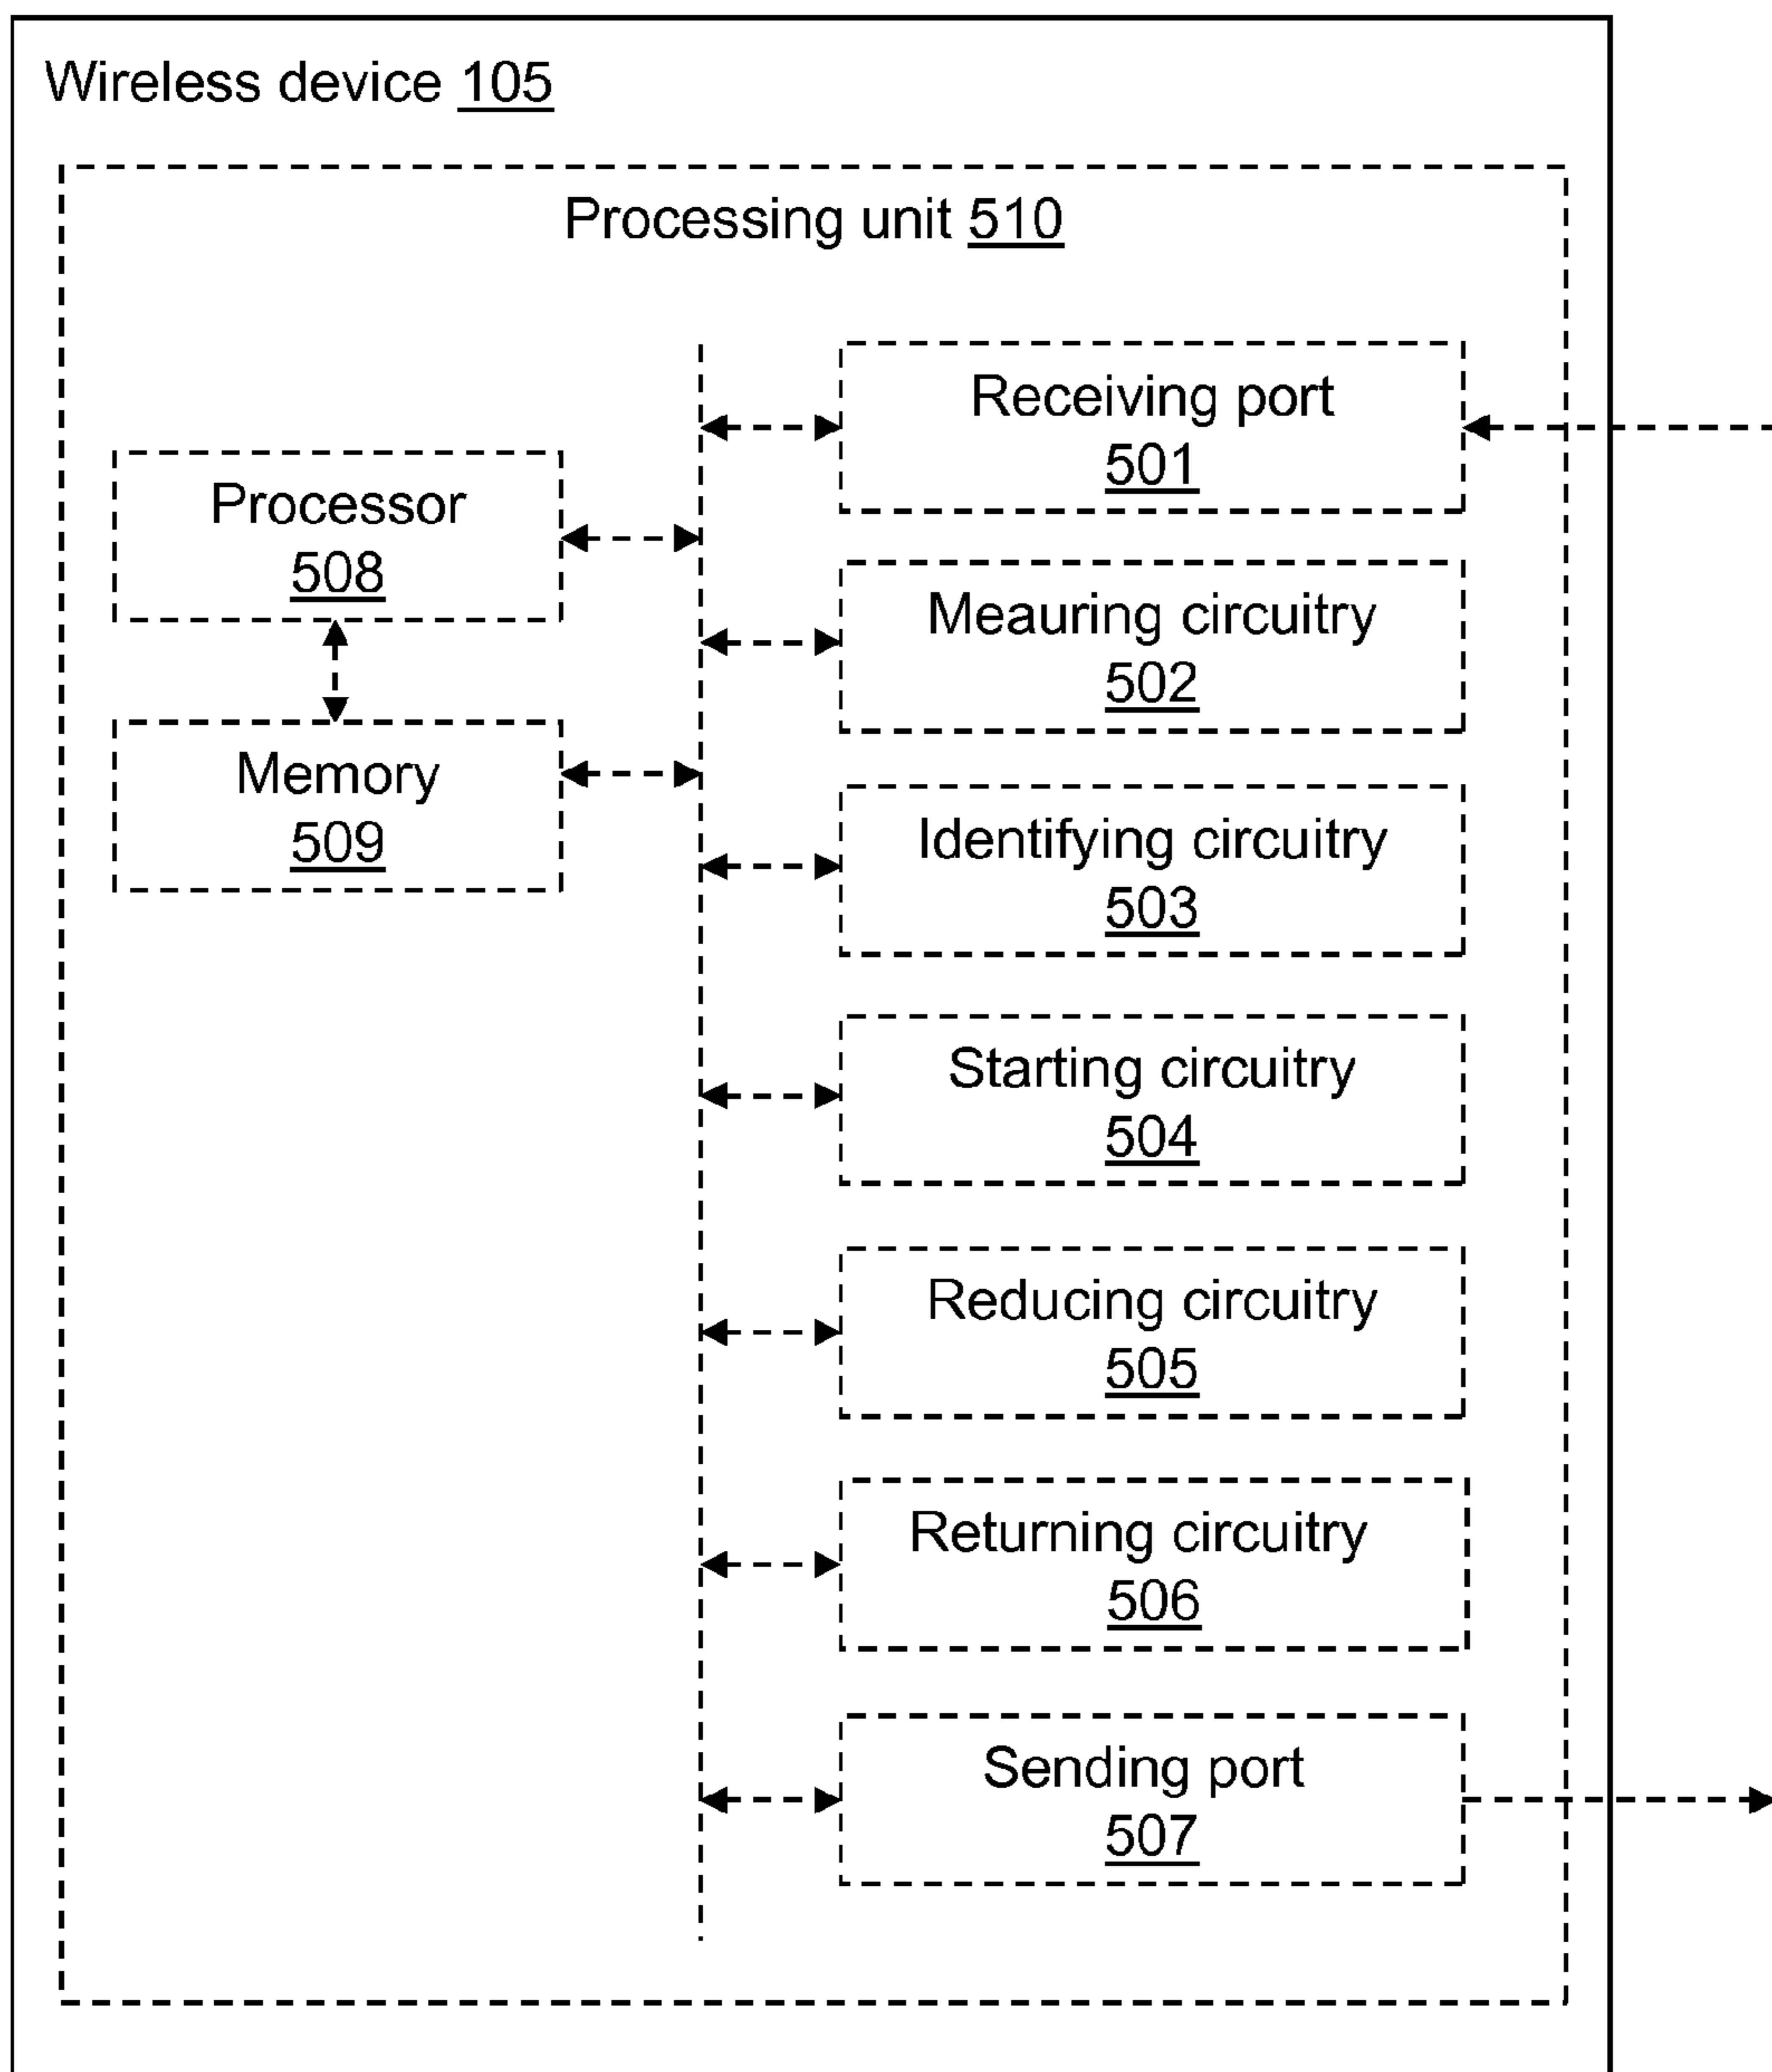 Wireless device 105
Processing unit 510
Receiving port
501
Processor
508
Meauring circuitry
502
Memory
509
Identifying circuitry
503
Starting circuitry
504
Reducing circuitry
505
Returning circuitry
506
Sending port
507